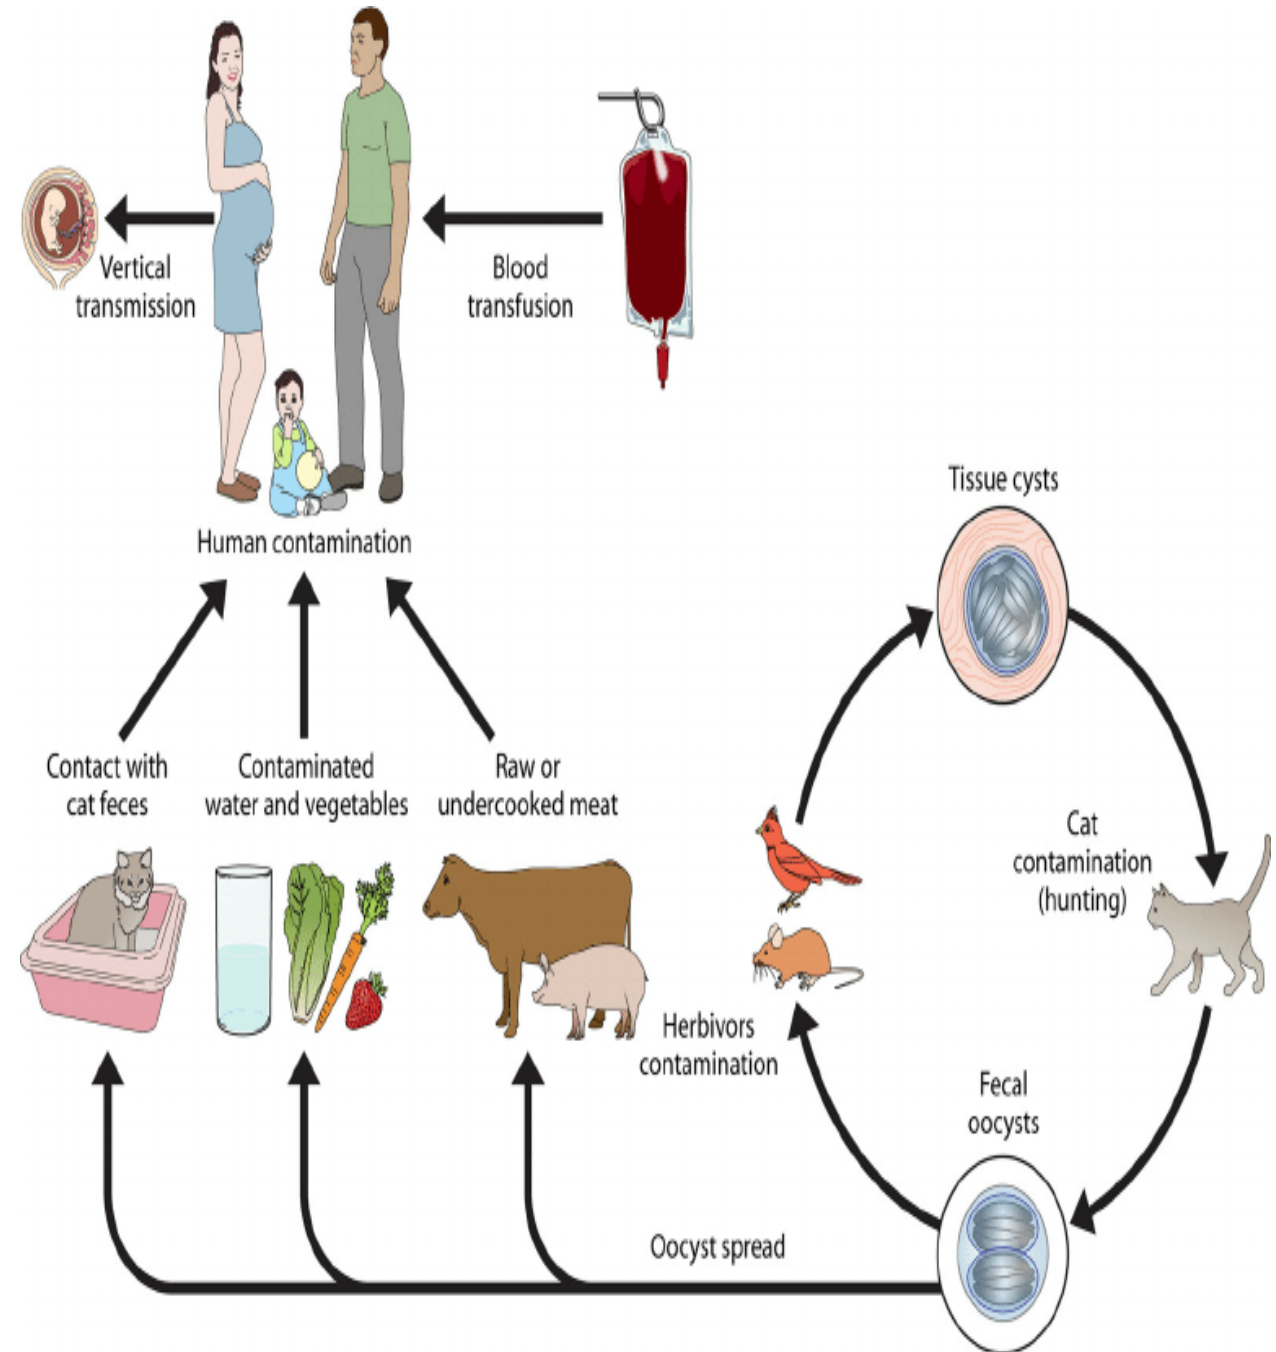 Vertical
transmission
Blood
transfusion
Human contamination
Tissue cysts
Contact with
cat feces
Contaminated
water and vegetables
Raw or
undercooked meat
Cat
contamination
(hunting)
Herbivors
contamination
Fecal
oocysts
Oocyst spread